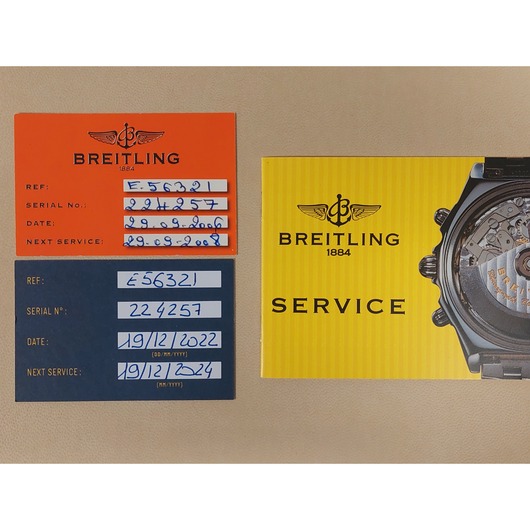 BREITLING
1884
REF: E-56321
SERIAL No.: 224257
DATE: 29.09-2006
NEXT SERVICE: 29-09-2008
REF: E56321
SERIAL N°: 224257
DATE: 19/12/2022
(DD/MM/YYYY)
NEXT SERVICE: 19/12/2024
(MM/YYYY)
BREITLING
1884
SERVICE